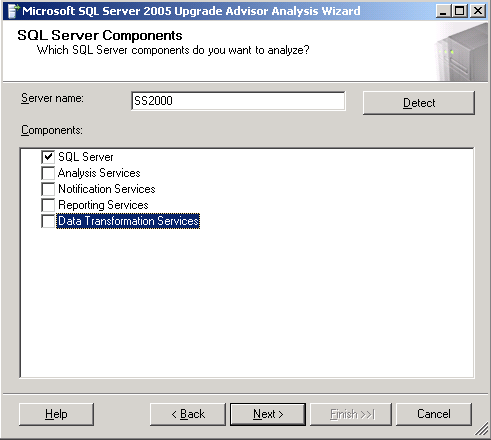 Microsoft SQL Server 2005 Upgrade Advisor Analysis Wizard
SQL Server Components
Which SQL Server components do you want to analyze?
Server name:
SS2000
Detect
Components:
SQL Server
Analysis Services
Notification Services
Reporting Services
Data Transformation Services
Help
< Back
Next >
Finish >>|
Cancel